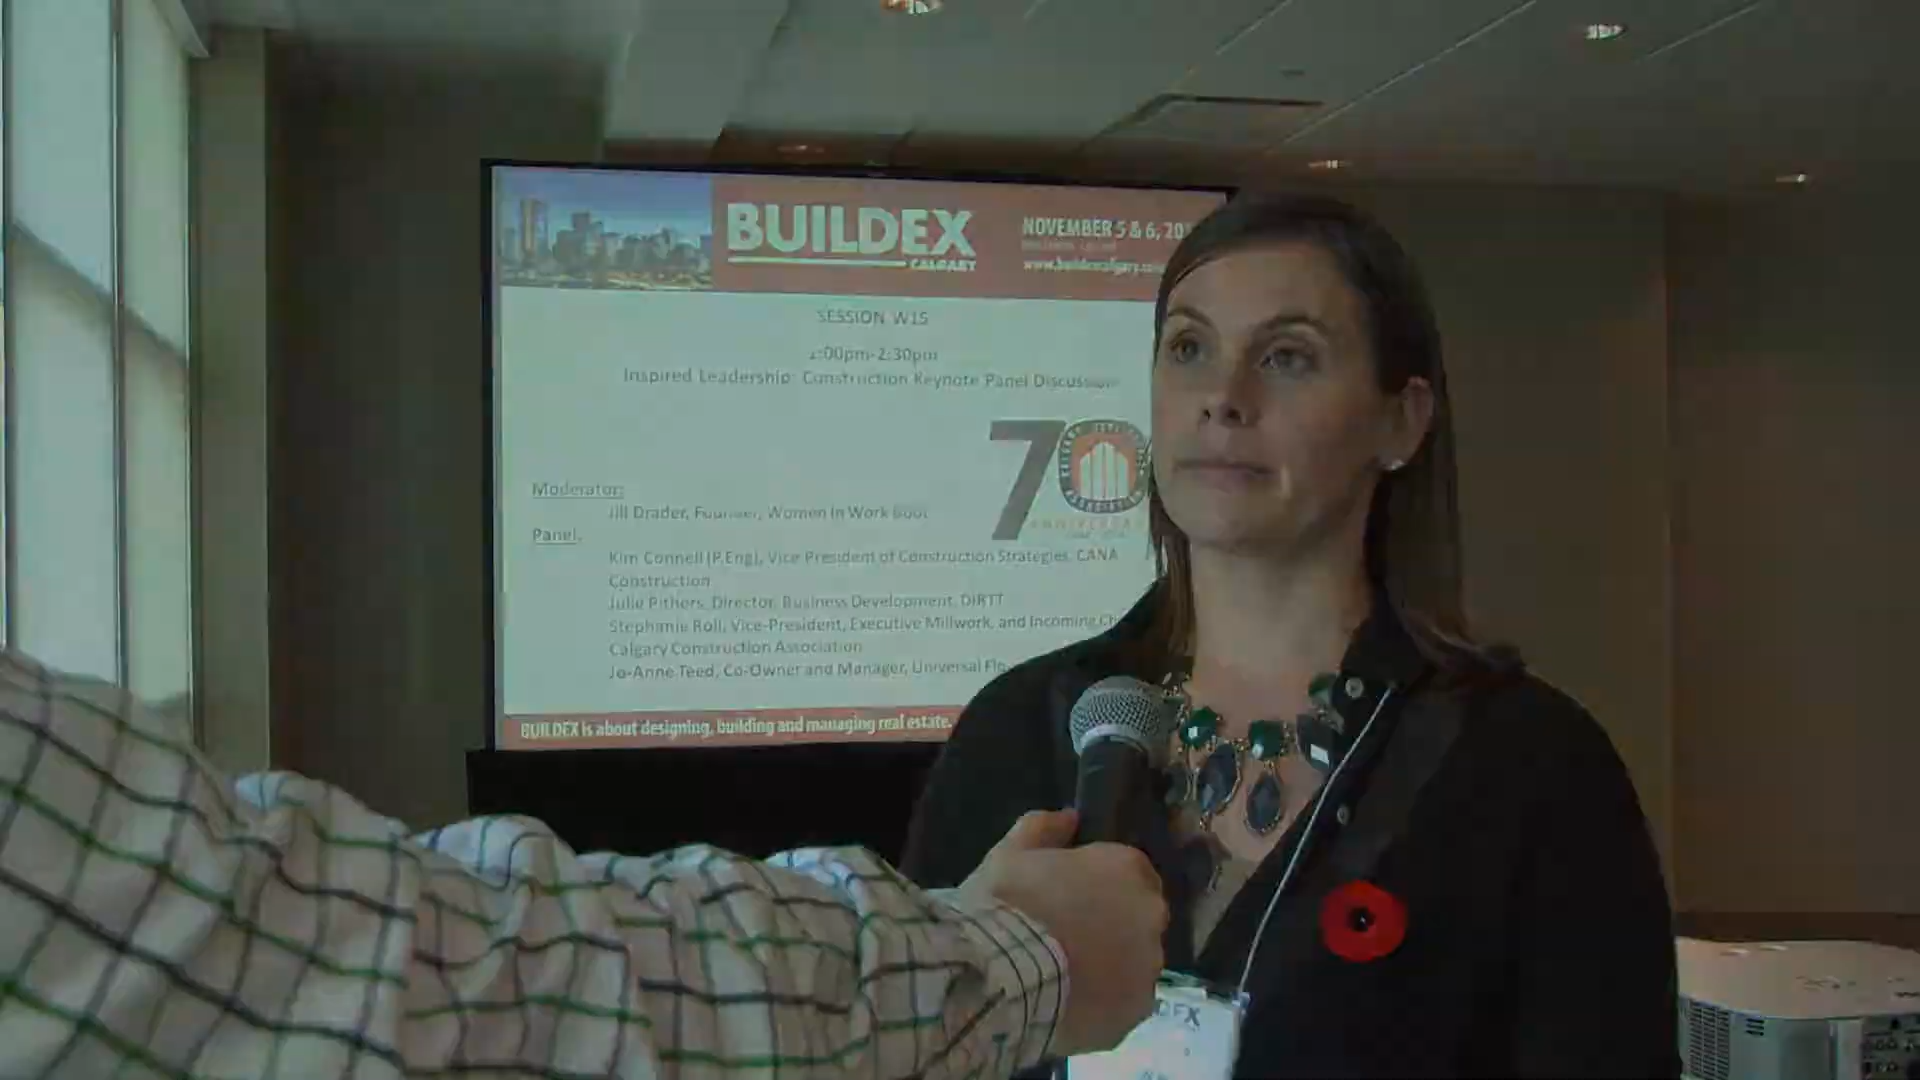 BUILDEX
CALGARY
NOVEMBER 5 & 6, 20
SESSION W15
:00pm-2:30pm
Inspired Leadership: Construction Keynote Panel Discussion
70
ANNIVERSA
Moderator:
Jill Drader, Founder, Women in Work Boot
Panel:
Kim Connell (P.Eng), Vice President of Construction Strategies, CANA
Construction
Julie Pithers, Director, Business Development, DIRTT
Stephanie Roll, Vice-President, Executive Millwork, and Incoming Ch
Calgary Construction Association
Jo-Anne Teed, Co-Owner and Manager, Universal Flo
BUILDEX is about designing, building and managing real estate.